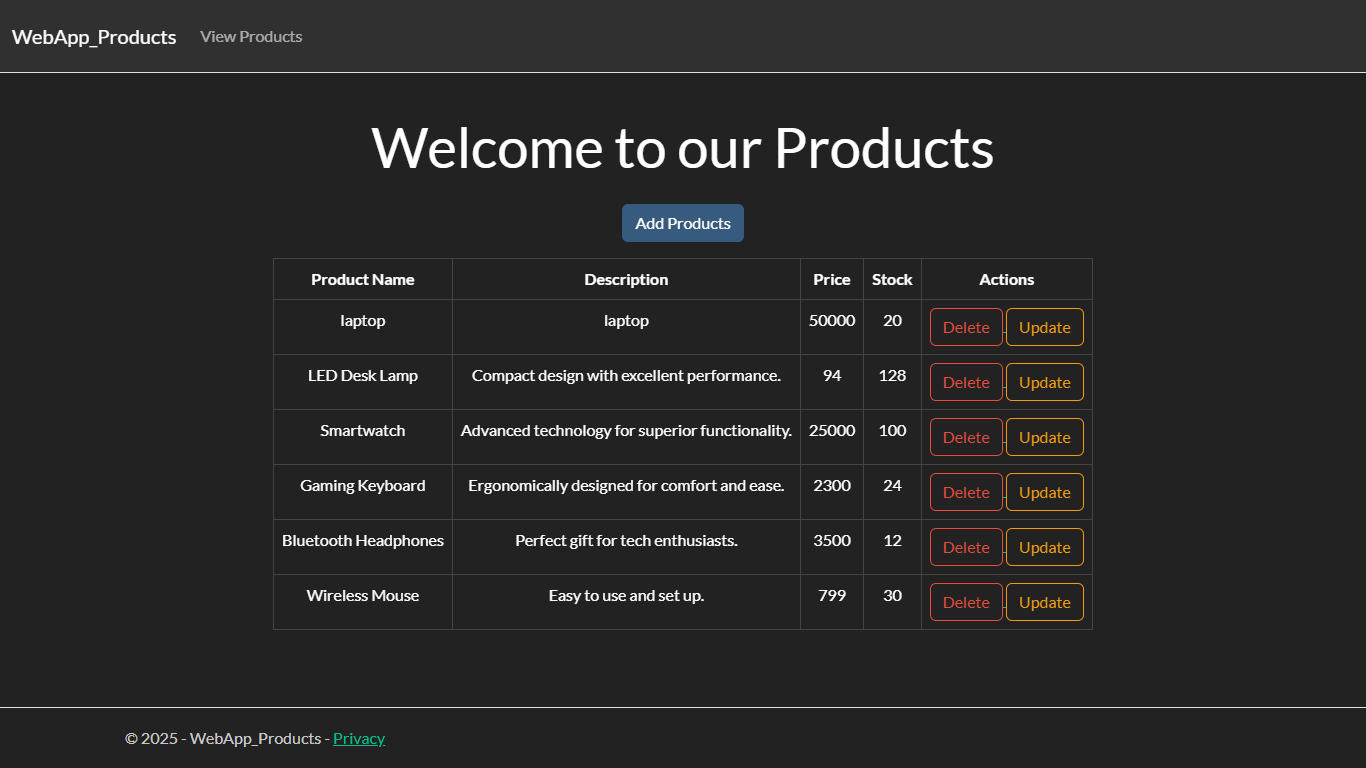 WebApp_Products View Products
Welcome to our Products
Add Products
Product Name Description Price Stock Actions
laptop laptop 50000 20 Delete Update
LED Desk Lamp Compact design with excellent performance. 94 128 Delete Update
Smartwatch Advanced technology for superior functionality. 25000 100 Delete Update
Gaming Keyboard Ergonomically designed for comfort and ease. 2300 24 Delete Update
Bluetooth Headphones Perfect gift for tech enthusiasts. 3500 12 Delete Update
Wireless Mouse Easy to use and set up. 799 30 Delete Update
© 2025 - WebApp_Products - Privacy